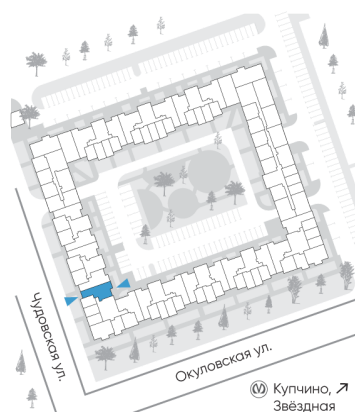 Чудовская ул.
Окуловская ул.
Купчино, ↗
Звёздная